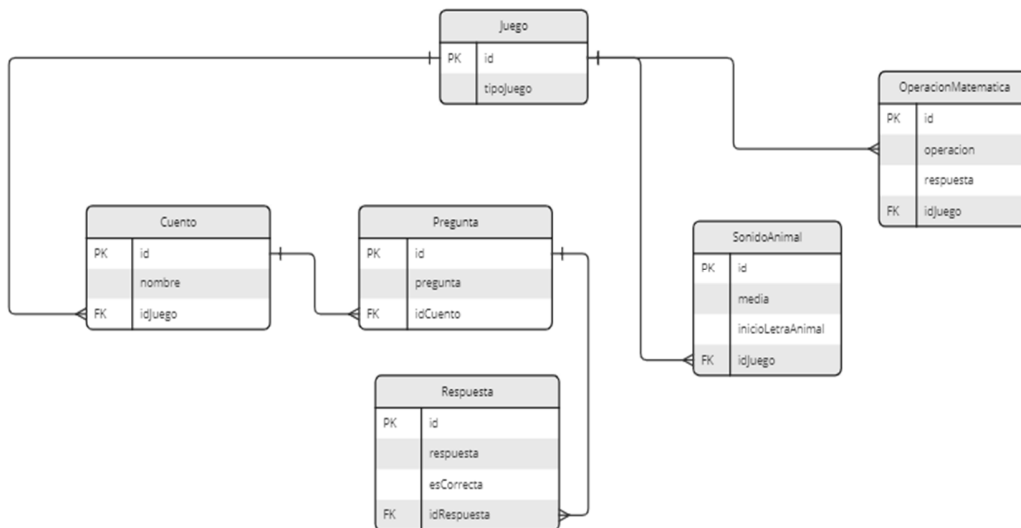 Juego
PK id
tipoJuego
OperacionMatematica
PK id
operacion
respuesta
FK idJuego
Cuento
PK id
nombre
FK idJuego
Pregunta
PK id
pregunta
FK idCuento
SonidoAnimal
PK id
media
inicioLetraAnimal
FK idJuego
Respuesta
PK id
respuesta
esCorrecta
FK idRespuesta